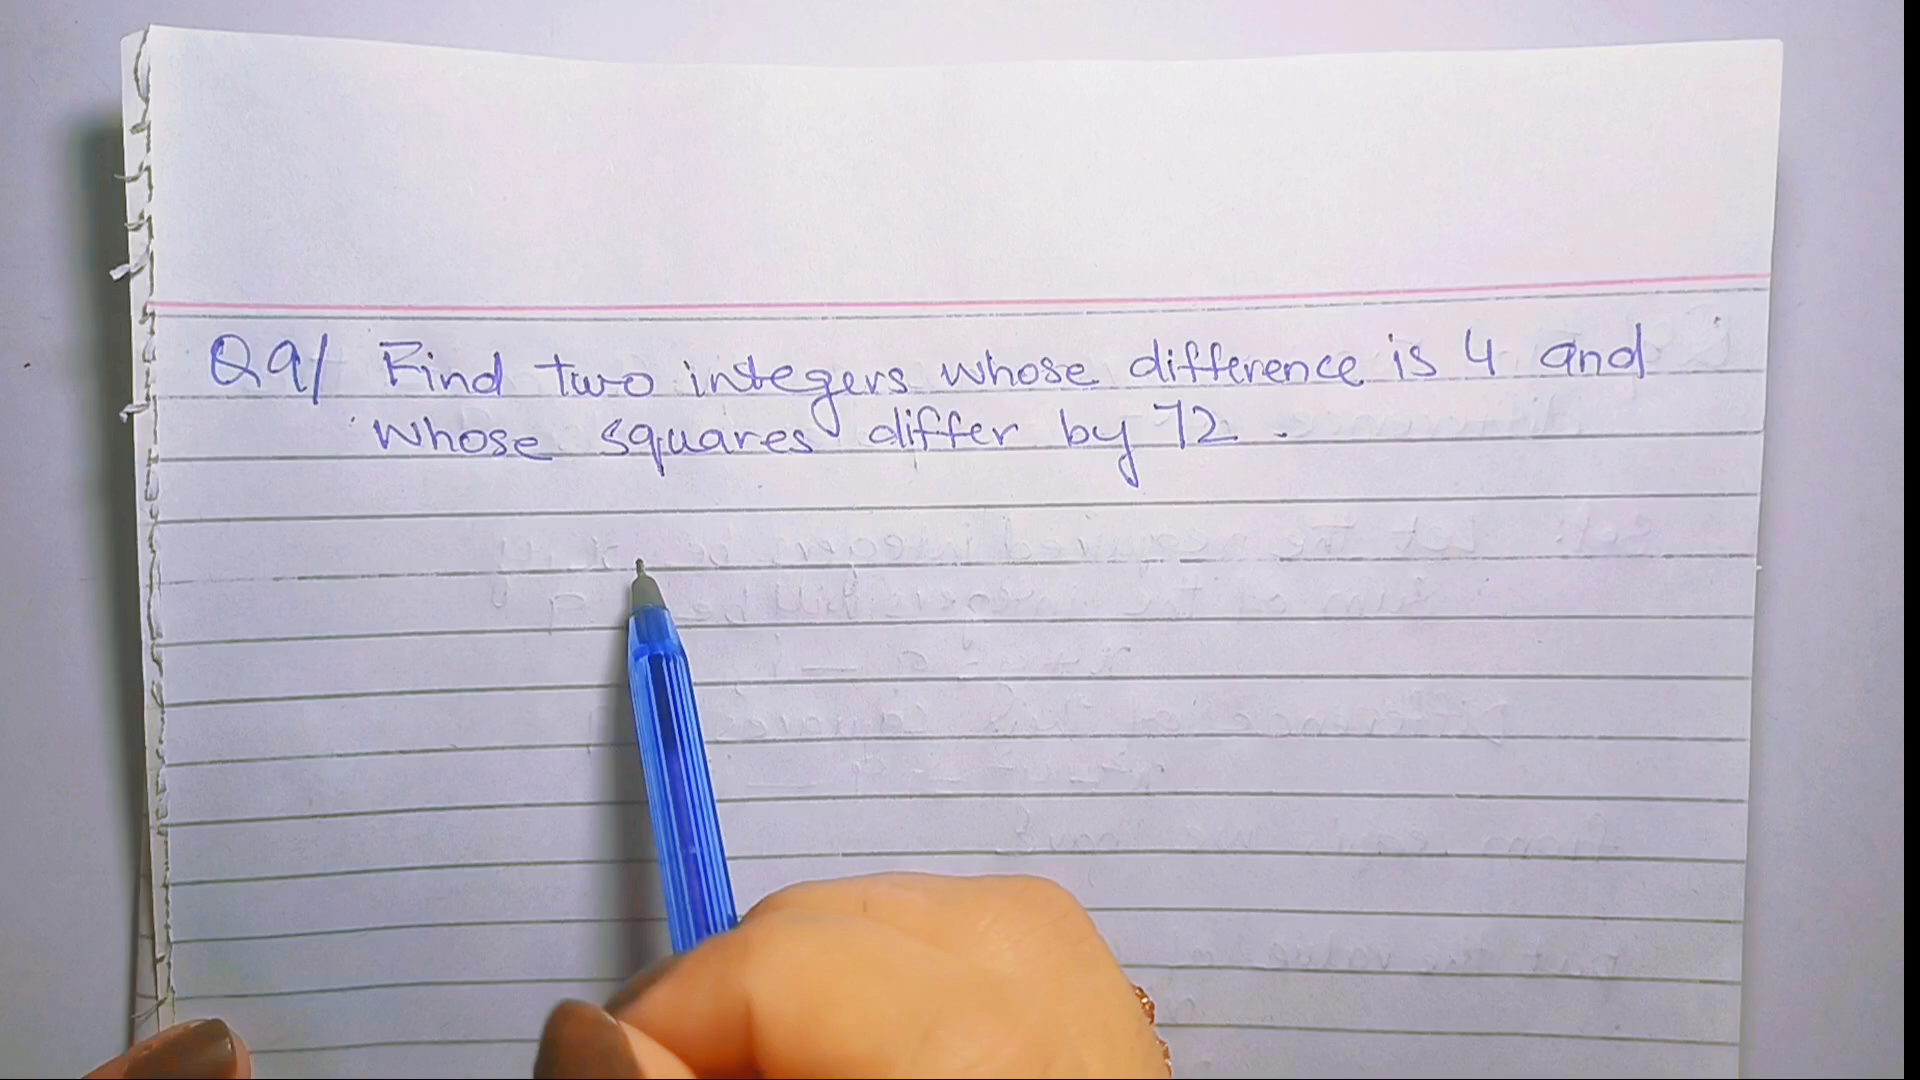 Q9/ Find two integers whose difference is 4 and
whose squares differ by 72.